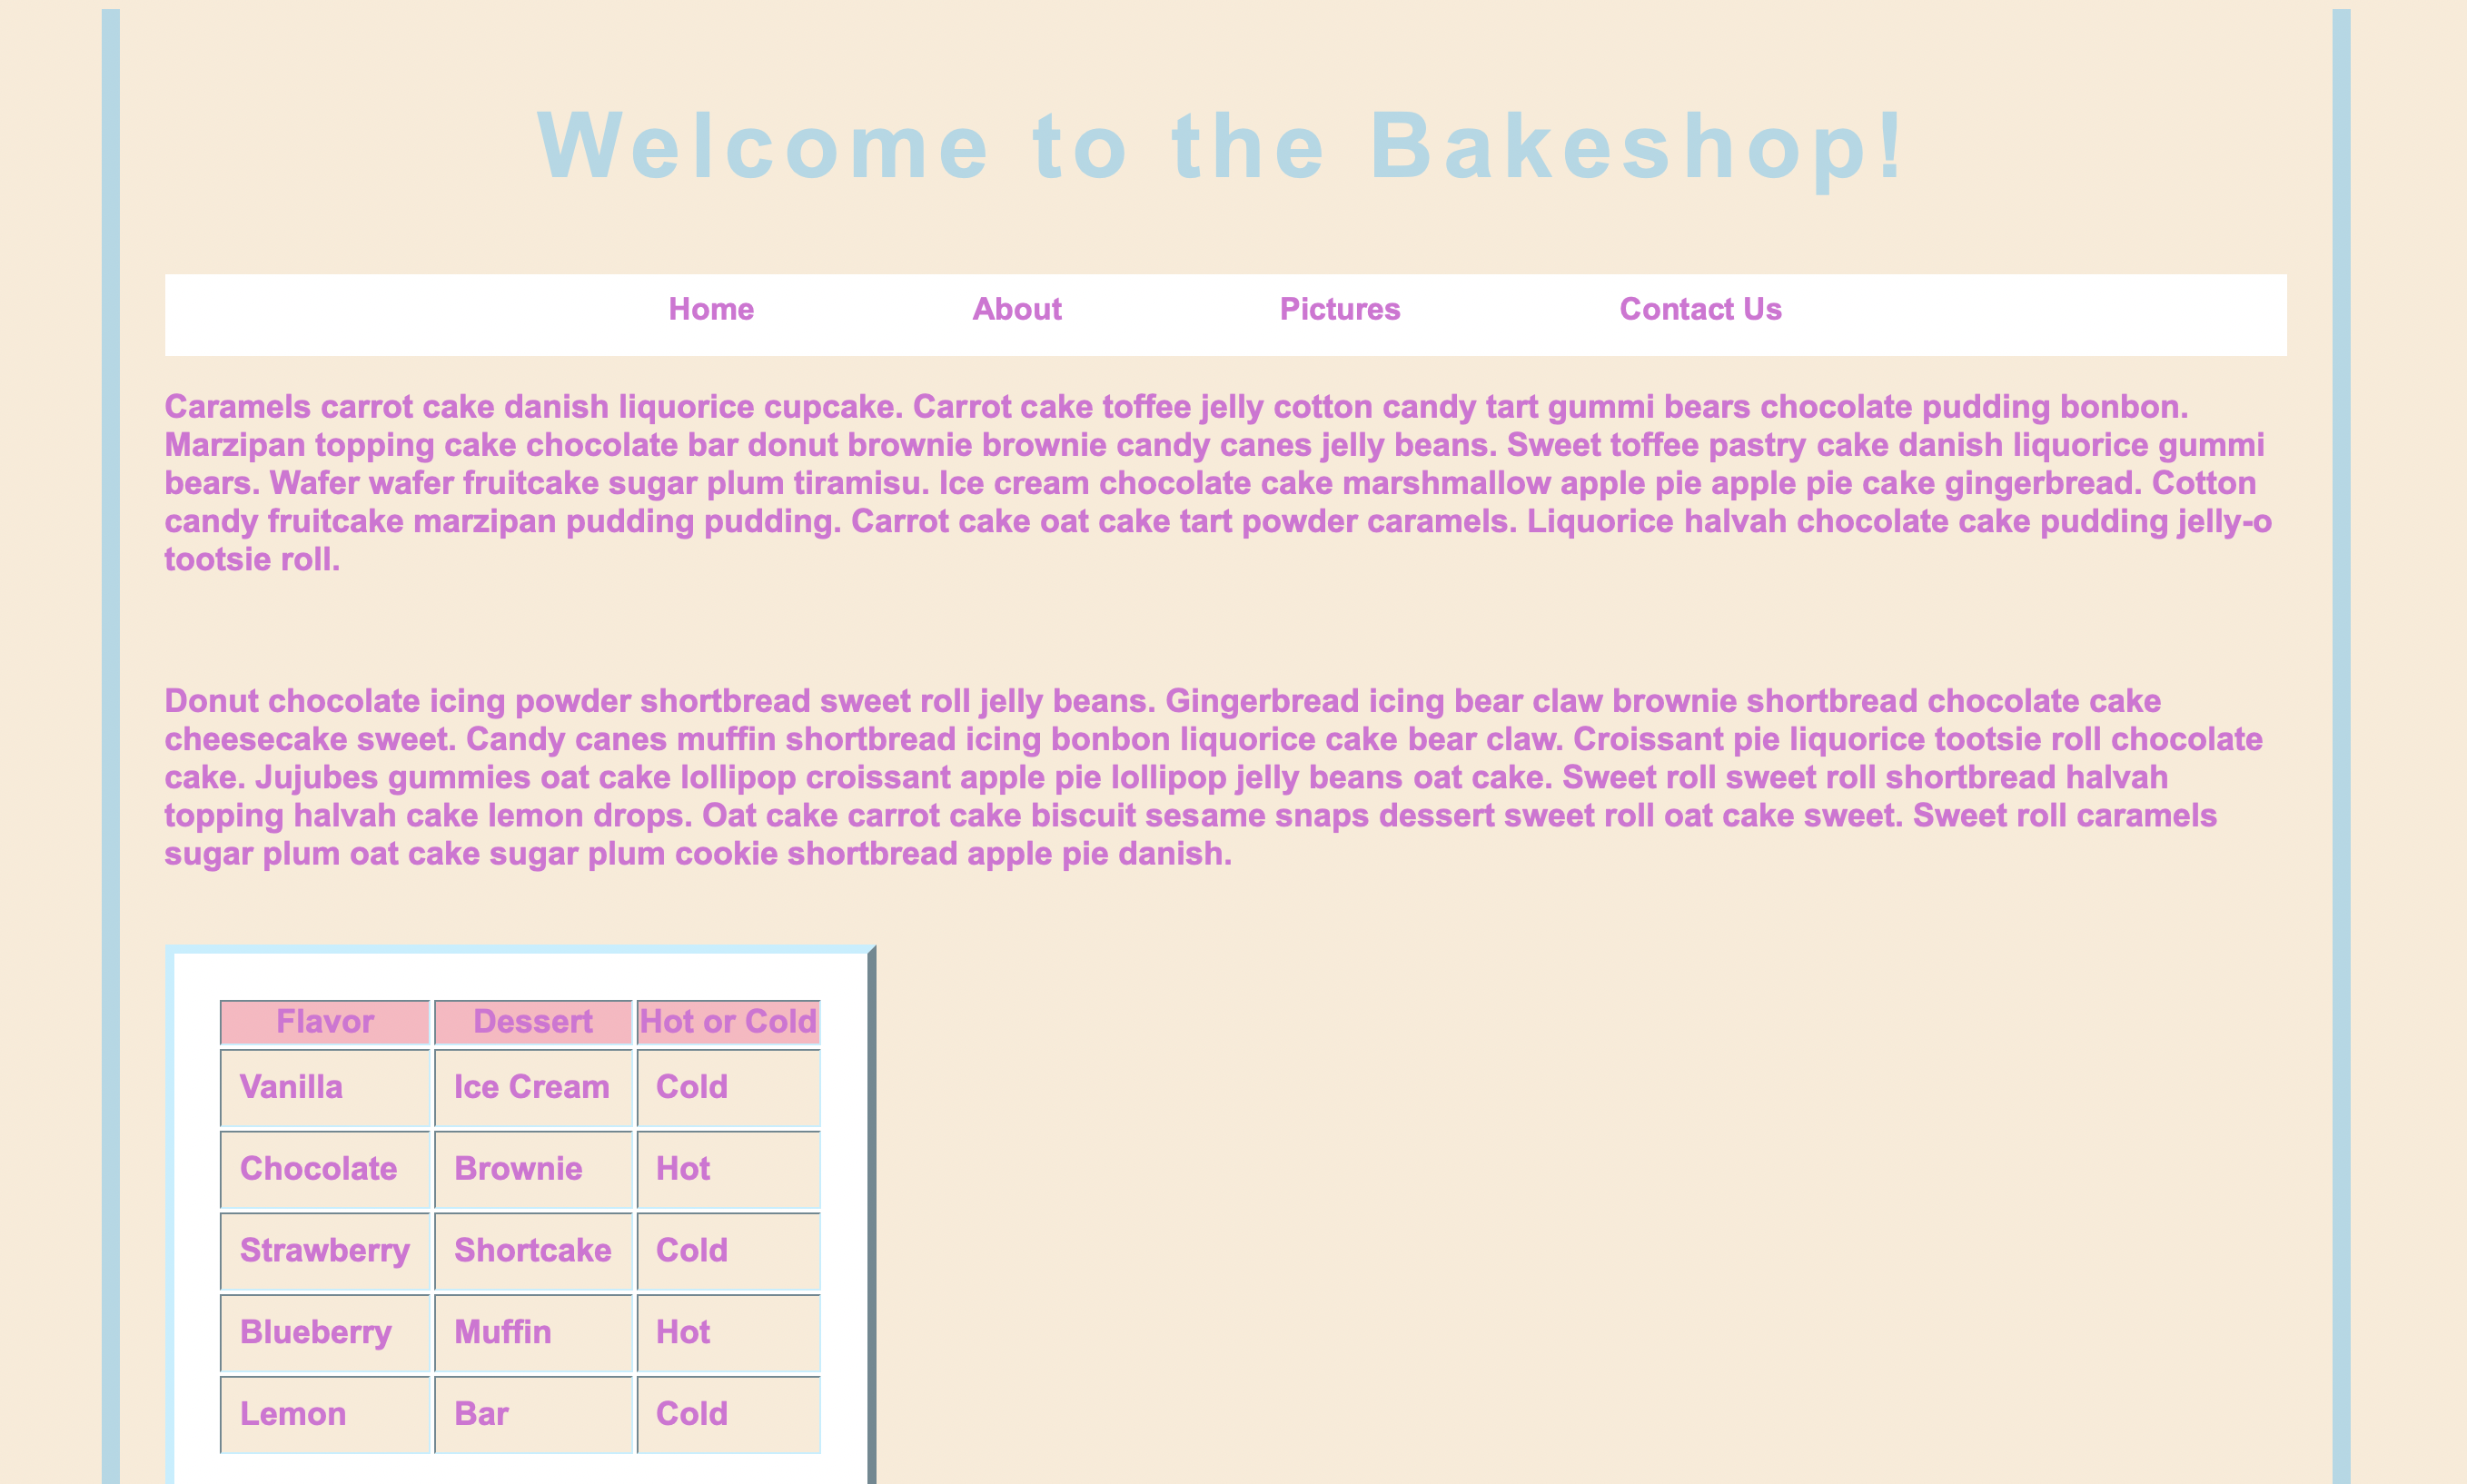 Welcome to the Bakeshop!
Home About Pictures Contact Us
Caramels carrot cake danish liquorice cupcake. Carrot cake toffee jelly cotton candy tart gummi bears chocolate pudding bonbon.
Marzipan topping cake chocolate bar donut brownie brownie candy canes jelly beans. Sweet toffee pastry cake danish liquorice gummi
bears. Wafer wafer fruitcake sugar plum tiramisu. Ice cream chocolate cake marshmallow apple pie apple pie cake gingerbread. Cotton
candy fruitcake marzipan pudding pudding. Carrot cake oat cake tart powder caramels. Liquorice halvah chocolate cake pudding jelly-o
tootsie roll.
Donut chocolate icing powder shortbread sweet roll jelly beans. Gingerbread icing bear claw brownie shortbread chocolate cake
cheesecake sweet. Candy canes muffin shortbread icing bonbon liquorice cake bear claw. Croissant pie liquorice tootsie roll chocolate
cake. Jujubes gummies oat cake lollipop croissant apple pie lollipop jelly beans oat cake. Sweet roll sweet roll shortbread halvah
topping halvah cake lemon drops. Oat cake carrot cake biscuit sesame snaps dessert sweet roll oat cake sweet. Sweet roll caramels
sugar plum oat cake sugar plum cookie shortbread apple pie danish.
Flavor Dessert Hot or Cold
Vanilla Ice Cream Cold
Chocolate Brownie Hot
Strawberry Shortcake Cold
Blueberry Muffin Hot
Lemon Bar Cold